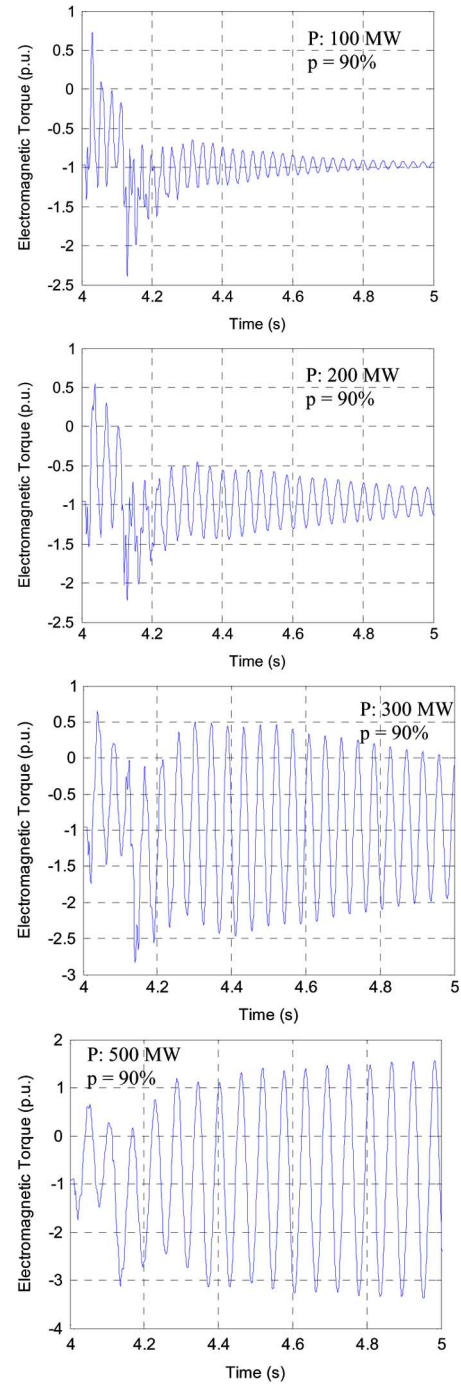 1
0.5
0
-0.5
-1
-1.5
-2
-2.5
Electromagnetic Torque (p.u.)
P: 100 MW
p = 90%
4 4.2 4.4 4.6 4.8 5
Time (s)
1
0.5
0
-0.5
-1
-1.5
-2
-2.5
Electromagnetic Torque (p.u.)
P: 200 MW
p = 90%
4 4.2 4.4 4.6 4.8 5
Time (s)
1
0.5
0
-0.5
-1
-1.5
-2
-2.5
-3
Electromagnetic Torque (p.u.)
P: 300 MW
p = 90%
4 4.2 4.4 4.6 4.8 5
Time (s)
2
1
0
-1
-2
-3
-4
Electromagnetic Torque (p.u.)
P: 500 MW
p = 90%
4 4.2 4.4 4.6 4.8 5
Time (s)